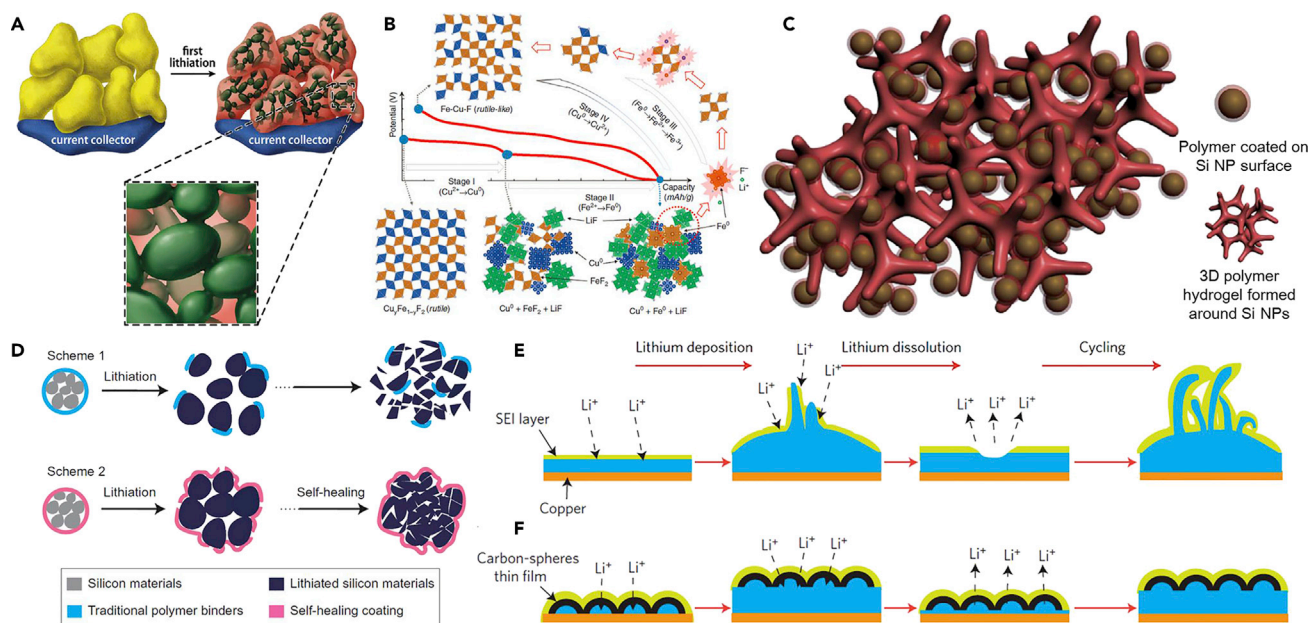 A
first
lithiation
current collector
current collector
B
Potential (V)
Fe-Cu-F (rutile-like)
Stage IV
(Cu⁰→Cu²⁺)
Stage III
(Fe⁰→Fe²⁺→Fe³⁺)
Stage I
(Cu²⁺→Cu⁰)
Stage II
(Fe²⁺→Fe⁰)
Capacity
(mAh/g)
F⁻
Li⁺
LiF
Fe⁰
Cu⁰
FeF₂
CuᵧFe₁₋ᵧF₂ (rutile)
Cu⁰ + FeF₂ + LiF
Cu⁰ + Fe⁰ + LiF
C
Polymer coated on
Si NP surface
3D polymer
hydrogel formed
around Si NPs
D
Scheme 1
Lithiation
Scheme 2
Lithiation
Self-healing
Silicon materials
Lithiated silicon materials
Traditional polymer binders
Self-healing coating
E
Lithium deposition
Li⁺
Lithium dissolution
Cycling
Li⁺
Li⁺
Li⁺
Li⁺
Li⁺
Li⁺
Li⁺
SEI layer
Copper
F
Carbon-spheres
thin film
Li⁺
Li⁺
Li⁺
Li⁺
Li⁺
Li⁺
Li⁺